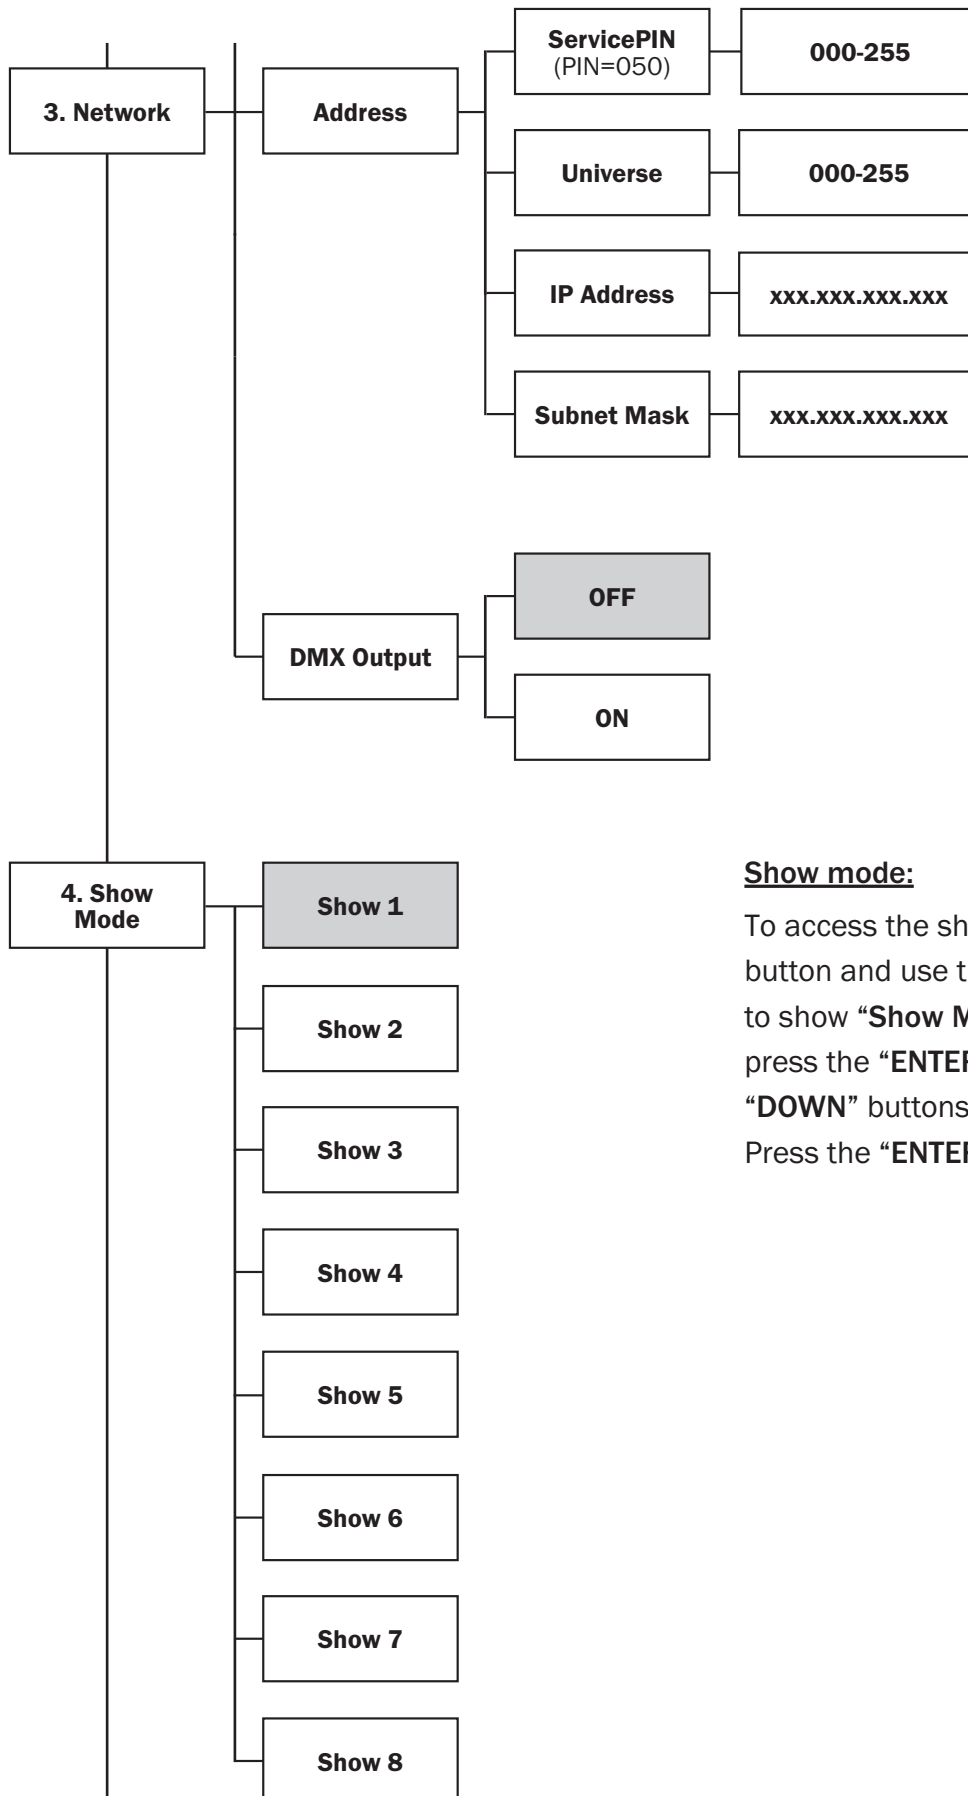 ServicePIN
(PIN=050)
000-255
3. Network
Address
Universe
000-255
IP Address
xxx.xxx.xxx.xxx
Subnet Mask
xxx.xxx.xxx.xxx
OFF
DMX Output
ON
4. Show
Mode
Show 1
Show 2
Show 3
Show 4
Show 5
Show 6
Show 7
Show 8
Show mode:
To access the
button and use
to show “Show
press the
“DOWN” buttons
Press the